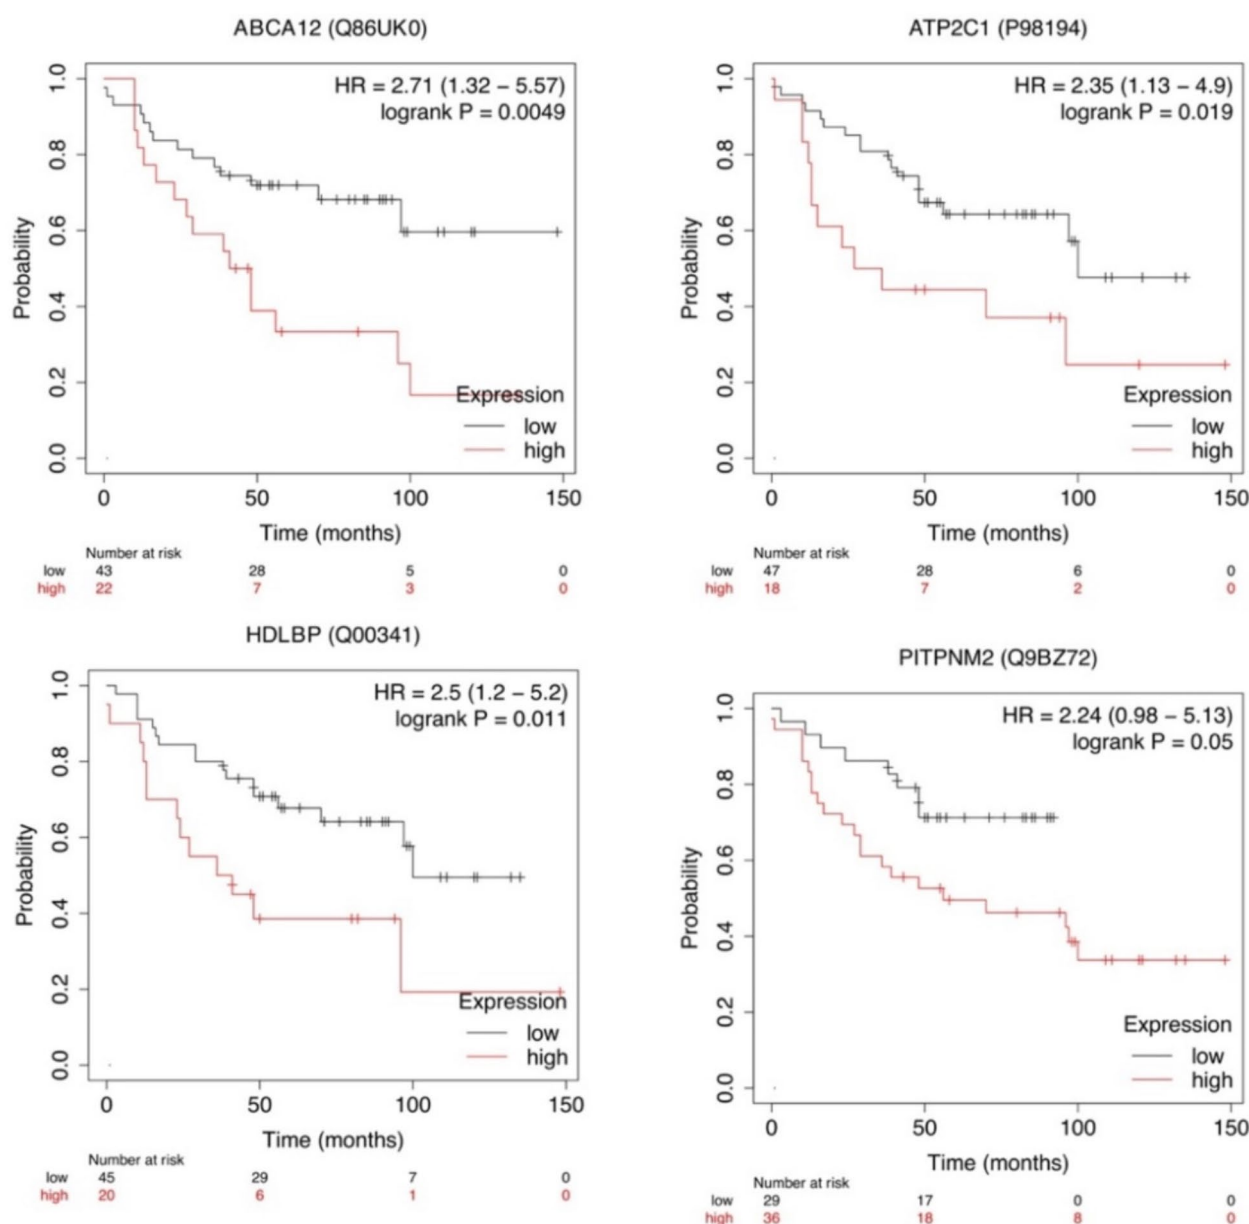 ABCA12 (Q86UK0)
HR = 2.71 (1.32 – 5.57)
logrank P = 0.0049
Probability
1.0
0.8
0.6
0.4
0.2
0.0
Expression
low
high
0 50 100 150
Time (months)
Number at risk
low 43 28 5 0
high 22 7 3 0
ATP2C1 (P98194)
HR = 2.35 (1.13 – 4.9)
logrank P = 0.019
Probability
1.0
0.8
0.6
0.4
0.2
0.0
Expression
low
high
0 50 100 150
Time (months)
Number at risk
low 47 28 6 0
high 18 7 2 0
HDLBP (Q00341)
HR = 2.5 (1.2 – 5.2)
logrank P = 0.011
Probability
1.0
0.8
0.6
0.4
0.2
0.0
Expression
low
high
0 50 100 150
Time (months)
Number at risk
low 45 29 7 0
high 20 6 1 0
PITPNM2 (Q9BZ72)
HR = 2.24 (0.98 – 5.13)
logrank P = 0.05
Probability
1.0
0.8
0.6
0.4
0.2
0.0
Expression
low
high
0 50 100 150
Time (months)
Number at risk
low 29 17 0 0
high 36 18 8 0